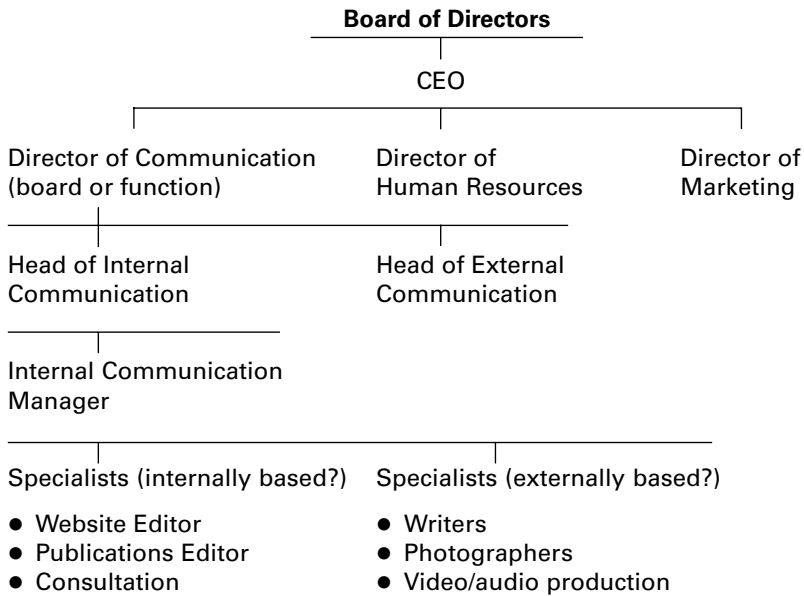 Board of Directors
CEO
Director of Communication
(board or function)
Director of
Human Resources
Director of
Marketing
Head of Internal
Communication
Head of External
Communication
Internal Communication
Manager
Specialists (internally based?)
● Website Editor
● Publications Editor
● Consultation
Specialists (externally based?)
● Writers
● Photographers
● Video/audio production